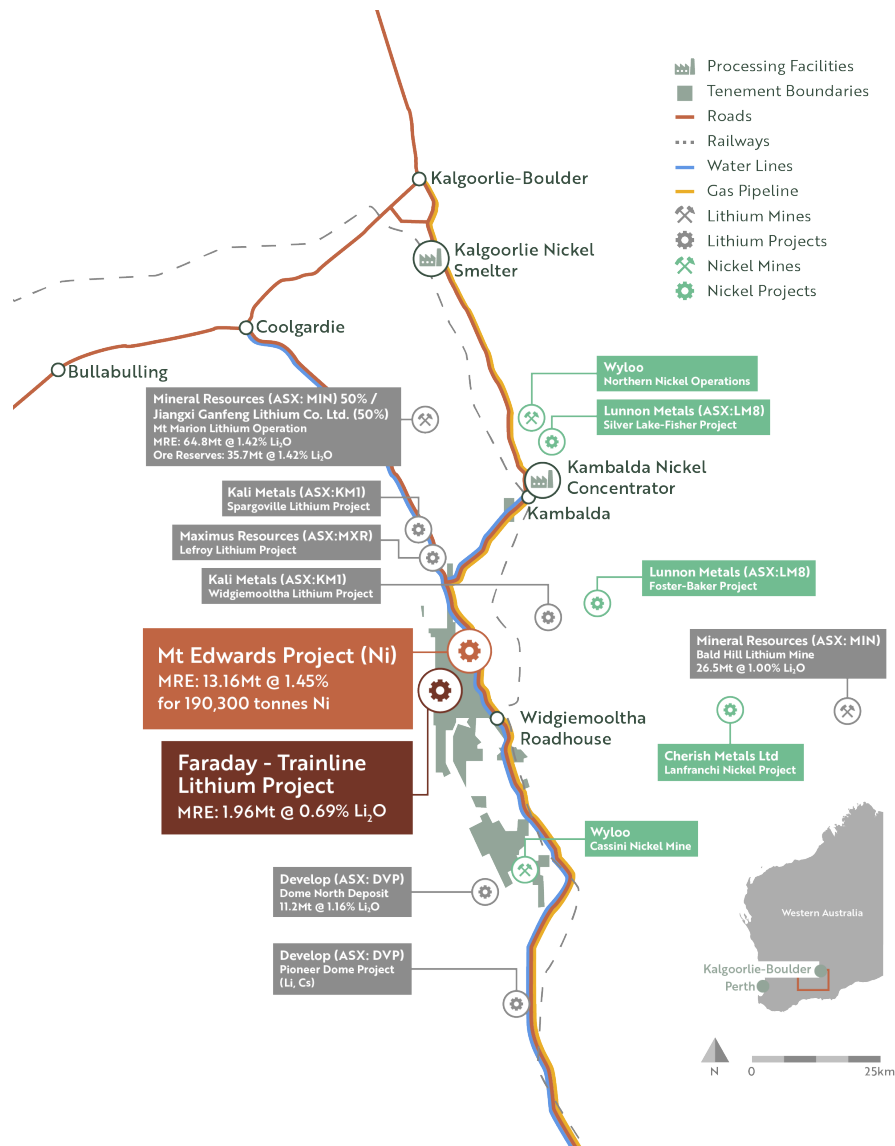 Processing Facilities
Tenement Boundaries
Roads
Railways
Water Lines
Gas Pipeline
Lithium Mines
Lithium Projects
Nickel Mines
Nickel Projects
Kalgoorlie-Boulder
Kalgoorlie Nickel
Smelter
Coolgardie
Bullabulling
Wyloo
Northern Nickel Operations
Mineral Resources (ASX: MIN) 50% /
Jiangxi Ganfeng Lithium Co. Ltd. (50%)
Mt Marion Lithium Operation
MRE: 64.8Mt @ 1.42% Li₂O
Ore Reserves: 35.7Mt @ 1.42% Li₂O
Lunnon Metals (ASX:LM8)
Silver Lake-Fisher Project
Kambalda Nickel
Concentrator
Kambalda
Kali Metals (ASX:KM1)
Spargoville Lithium Project
Maximus Resources (ASX:MXR)
Lefroy Lithium Project
Kali Metals (ASX:KM1)
Widgiemooltha Lithium Project
Lunnon Metals (ASX:LM8)
Foster-Baker Project
Mt Edwards Project (Ni)
MRE: 13.16Mt @ 1.45%
for 190,300 tonnes Ni
Mineral Resources (ASX: MIN)
Bald Hill Lithium Mine
26.5Mt @ 1.00% Li₂O
Widgiemooltha
Roadhouse
Cherish Metals Ltd
Lanfranchi Nickel Project
Faraday - Trainline
Lithium Project
MRE: 1.96Mt @ 0.69% Li₂O
Wyloo
Cassini Nickel Mine
Develop (ASX: DVP)
Dome North Deposit
11.2Mt @ 1.16% Li₂O
Develop (ASX: DVP)
Pioneer Dome Project
(Li, Cs)
Western Australia
Kalgoorlie-Boulder
Perth
N
0
25km